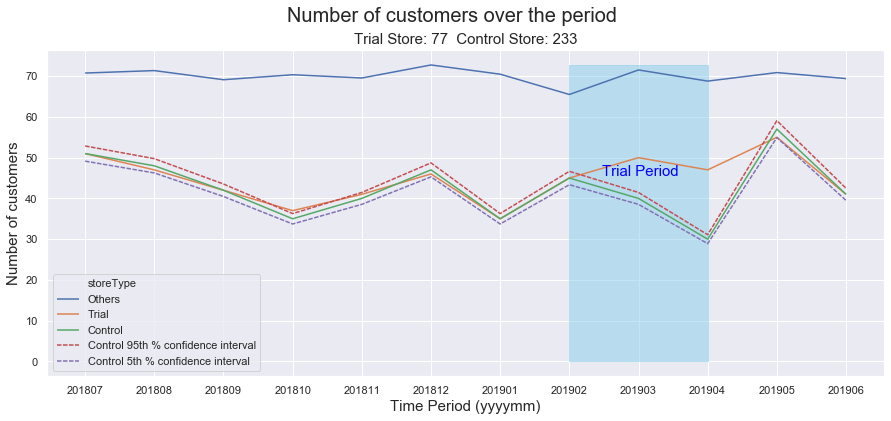 Number of customers over the period
Trial Store: 77  Control Store: 233
Number of customers
70
60
50
40
30
20
10
0
Trial Period
storeType
Others
Trial
Control
Control 95th % confidence interval
Control 5th % confidence interval
201807 201808 201809 201810 201811 201812 201901 201902 201903 201904 201905 201906
Time Period (yyyymm)